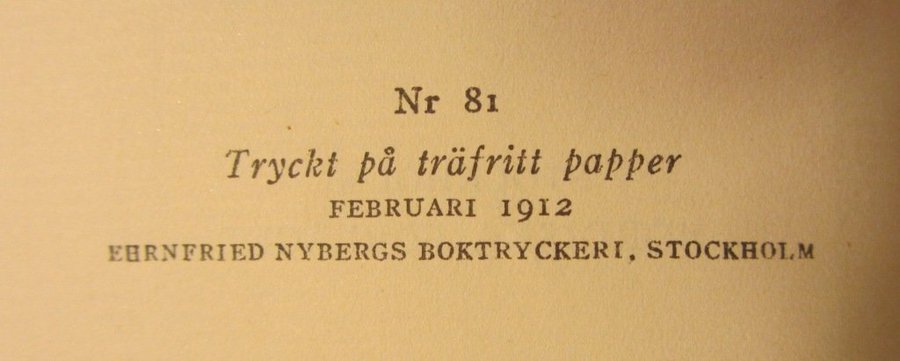 Nr 81
Tryckt på träfritt papper
FEBRUARI 1912
EHRNFRIED NYBERGS BOKTRYCKERI, STOCKHOLM